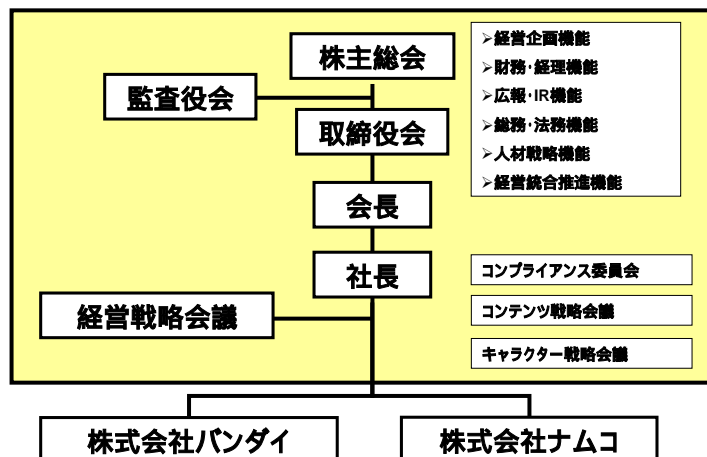 株主総会
監査役会
取締役会
会長
社長
経営戦略会議
➢経営企画機能
➢財務・経理機能
➢広報・IR機能
➢総務・法務機能
➢人材戦略機能
➢経営統合推進機能
コンプライアンス委員会
コンテンツ戦略会議
キャラクター戦略会議
株式会社バンダイ
株式会社ナムコ